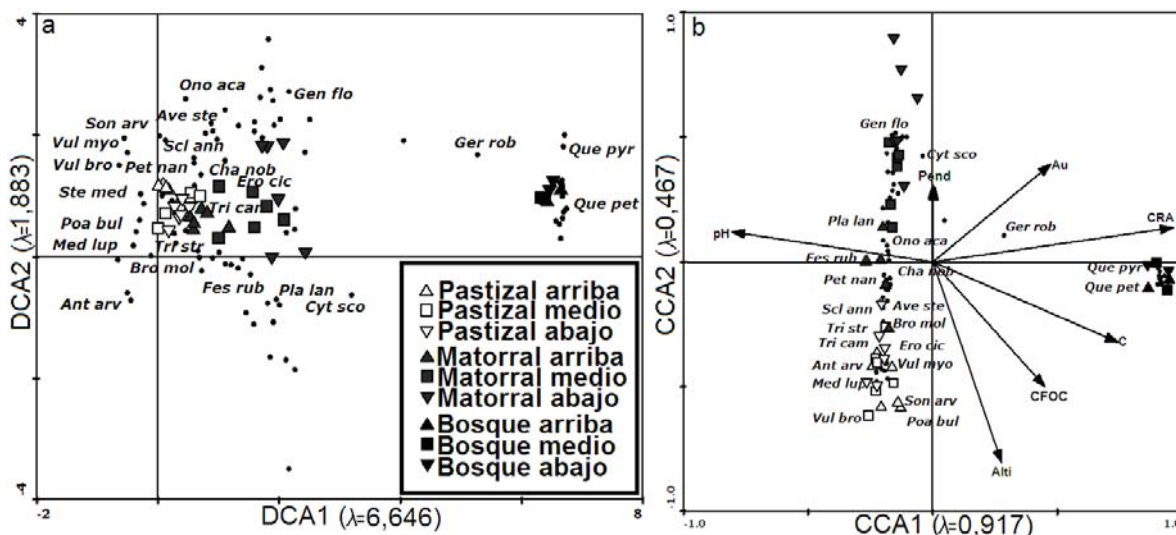 a
4
-4
-2
8
DCA2 (λ=1,883)
DCA1 (λ=6,646)
Ono aca
Gen flo
Ave ste
Son arv
Vul myo
Scl ann
Ger rob
Que pyr
Vul bro
Pet nan
Cha nob
Ste med
Ero cic
Que pet
Tri cam
Poa bul
Med lup
Tri str
Bro mol
Fes rub
Pla lan
Ant arv
Cyt sco
Pastizal arriba
Pastizal medio
Pastizal abajo
Matorral arriba
Matorral medio
Matorral abajo
Bosque arriba
Bosque medio
Bosque abajo
b
1.0
-1.0
-1.0
1.0
CCA2 (λ=0,467)
CCA1 (λ=0,917)
Gen flo
Cyt sco
Pend
Au
Pla lan
CRA
pH
Ger rob
Ono aca
Fes rub
Cha nob
Que pyr
Pet nan
Que pet
Scl ann
Ave ste
Tri str
Bro mol
Tri cam
Ero cic
C
Ant arv
Vul myo
Med lup
CFOC
Son arv
Vul bro
Poa bul
Alti